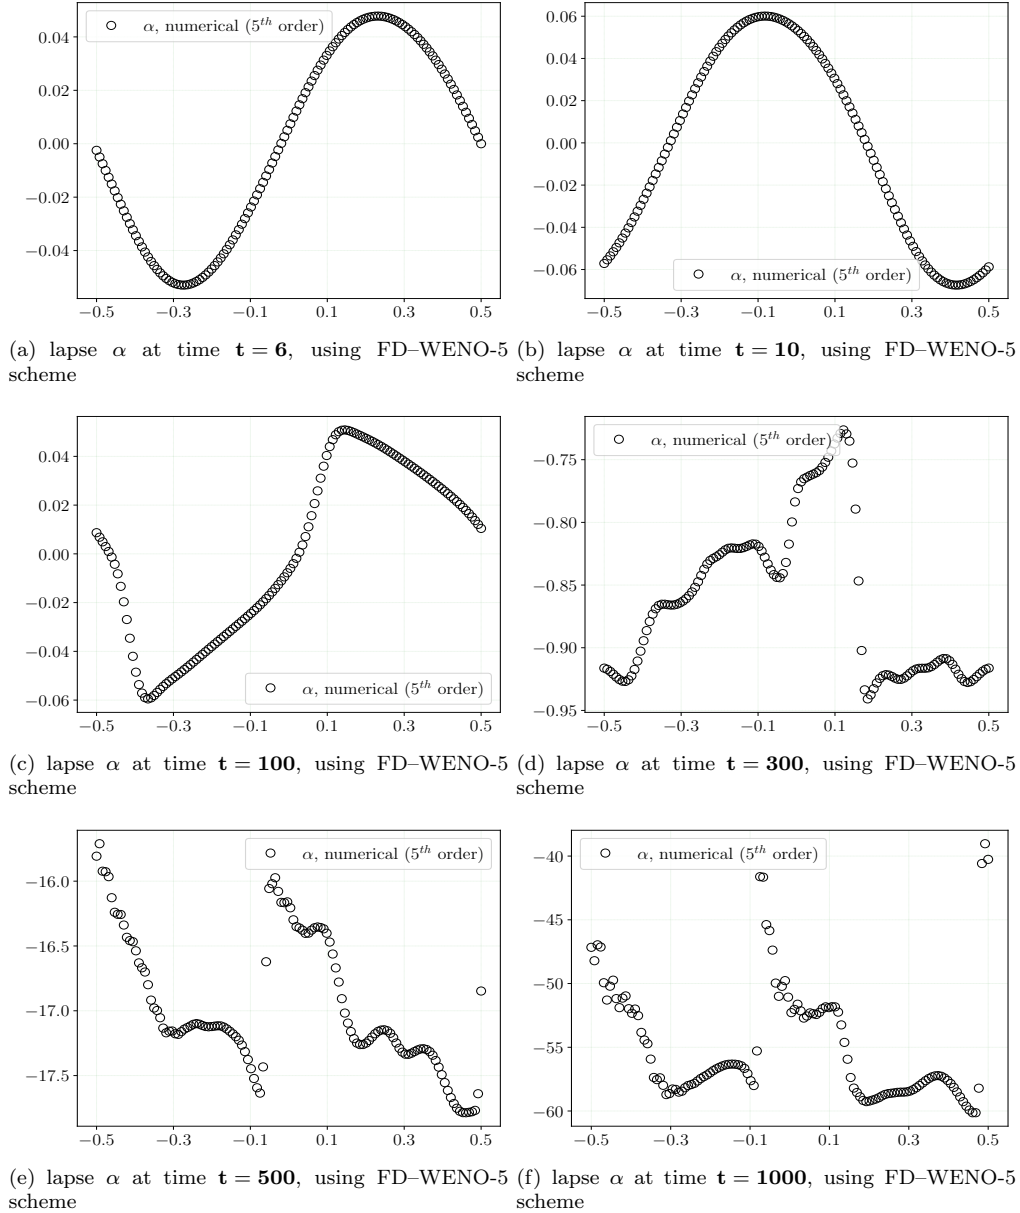 α, numerical (5th order)
0.04
0.02
0.00
−0.02
−0.04
−0.5 −0.3 −0.1 0.1 0.3 0.5
α, numerical (5th order)
0.06
0.04
0.02
0.00
−0.02
−0.04
−0.06
−0.5 −0.3 −0.1 0.1 0.3 0.5
(a) lapse α at time t = 6, using FD–WENO-5
scheme
(b) lapse α at time t = 10, using FD–WENO-5
scheme
0.04
0.02
0.00
−0.02
−0.04
−0.06
α, numerical (5th order)
−0.5 −0.3 −0.1 0.1 0.3 0.5
α, numerical (5th order)
−0.75
−0.80
−0.85
−0.90
−0.95
−0.5 −0.3 −0.1 0.1 0.3 0.5
(c) lapse α at time t = 100, using FD–WENO-5
scheme
(d) lapse α at time t = 300, using FD–WENO-5
scheme
α, numerical (5th order)
−16.0
−16.5
−17.0
−17.5
−0.5 −0.3 −0.1 0.1 0.3 0.5
α, numerical (5th order)
−40
−45
−50
−55
−60
−0.5 −0.3 −0.1 0.1 0.3 0.5
(e) lapse α at time t = 500, using FD–WENO-5
scheme
(f) lapse α at time t = 1000, using FD–WENO-5
scheme